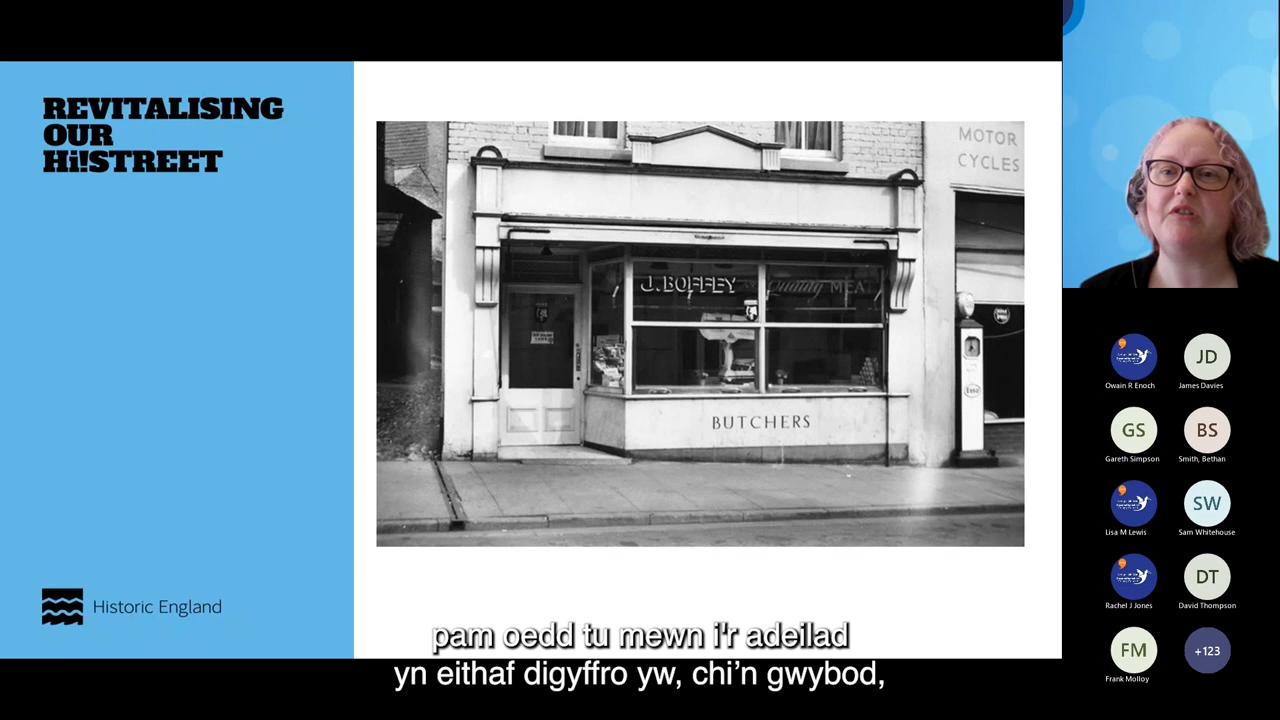 REVITALISING
OUR
Hi!STREET
MOTOR
CYCLES
J. BOFFEY
Quality MEA
BUTCHERS
Historic England
pam oedd tu mewn i'r adeilad
yn eithaf digyffro yw, chi'n gwybod,
Owain R Enoch
JD
James Davies
GS
Gareth Simpson
BS
Smith, Bethan
Lisa M Lewis
SW
Sam Whitehouse
Rachel J Jones
DT
David Thompson
FM
Frank Molloy
+123